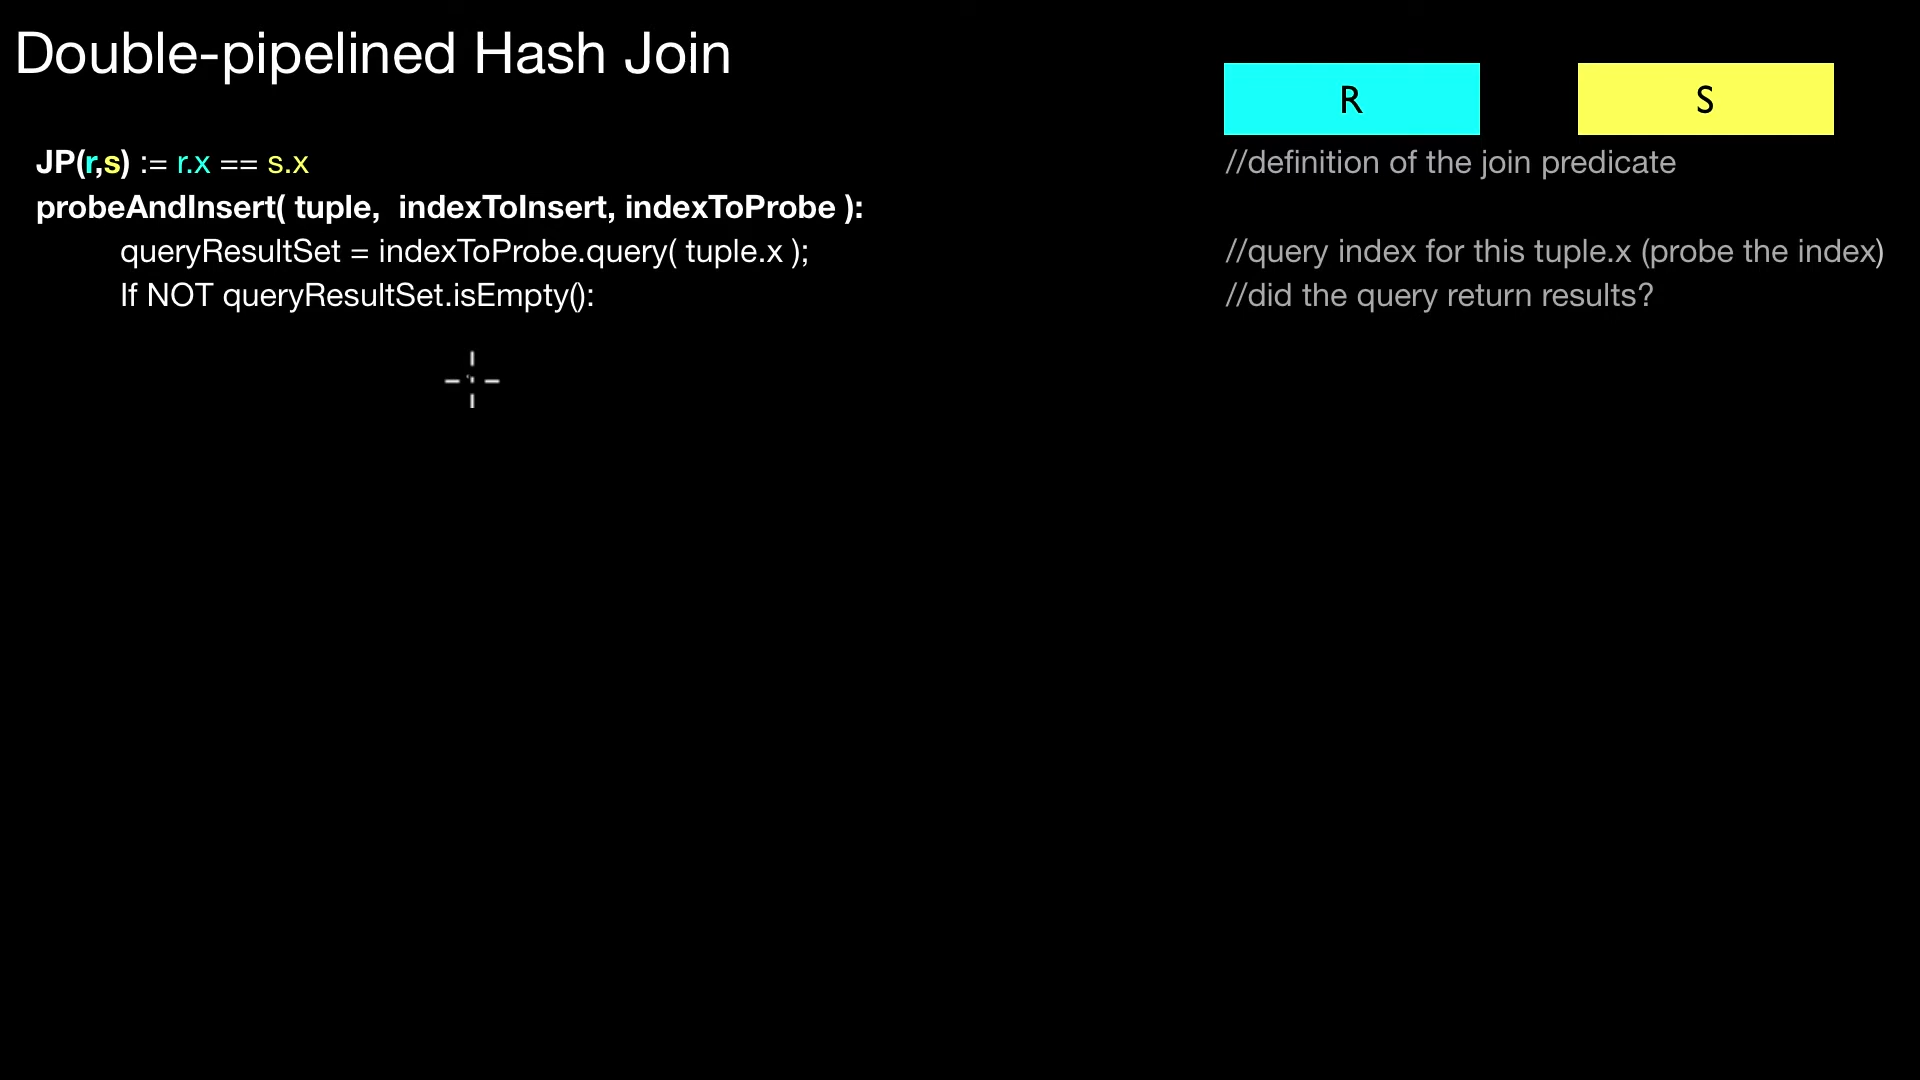 Double-pipelined Hash Join
R
S
JP(r,s) := r.x == s.x //definition of the join predicate
probeAndInsert( tuple, indexToInsert, indexToProbe ):
queryResultSet = indexToProbe.query( tuple.x ); //query index for this tuple.x (probe the index)
If NOT queryResultSet.isEmpty(): //did the query return results?